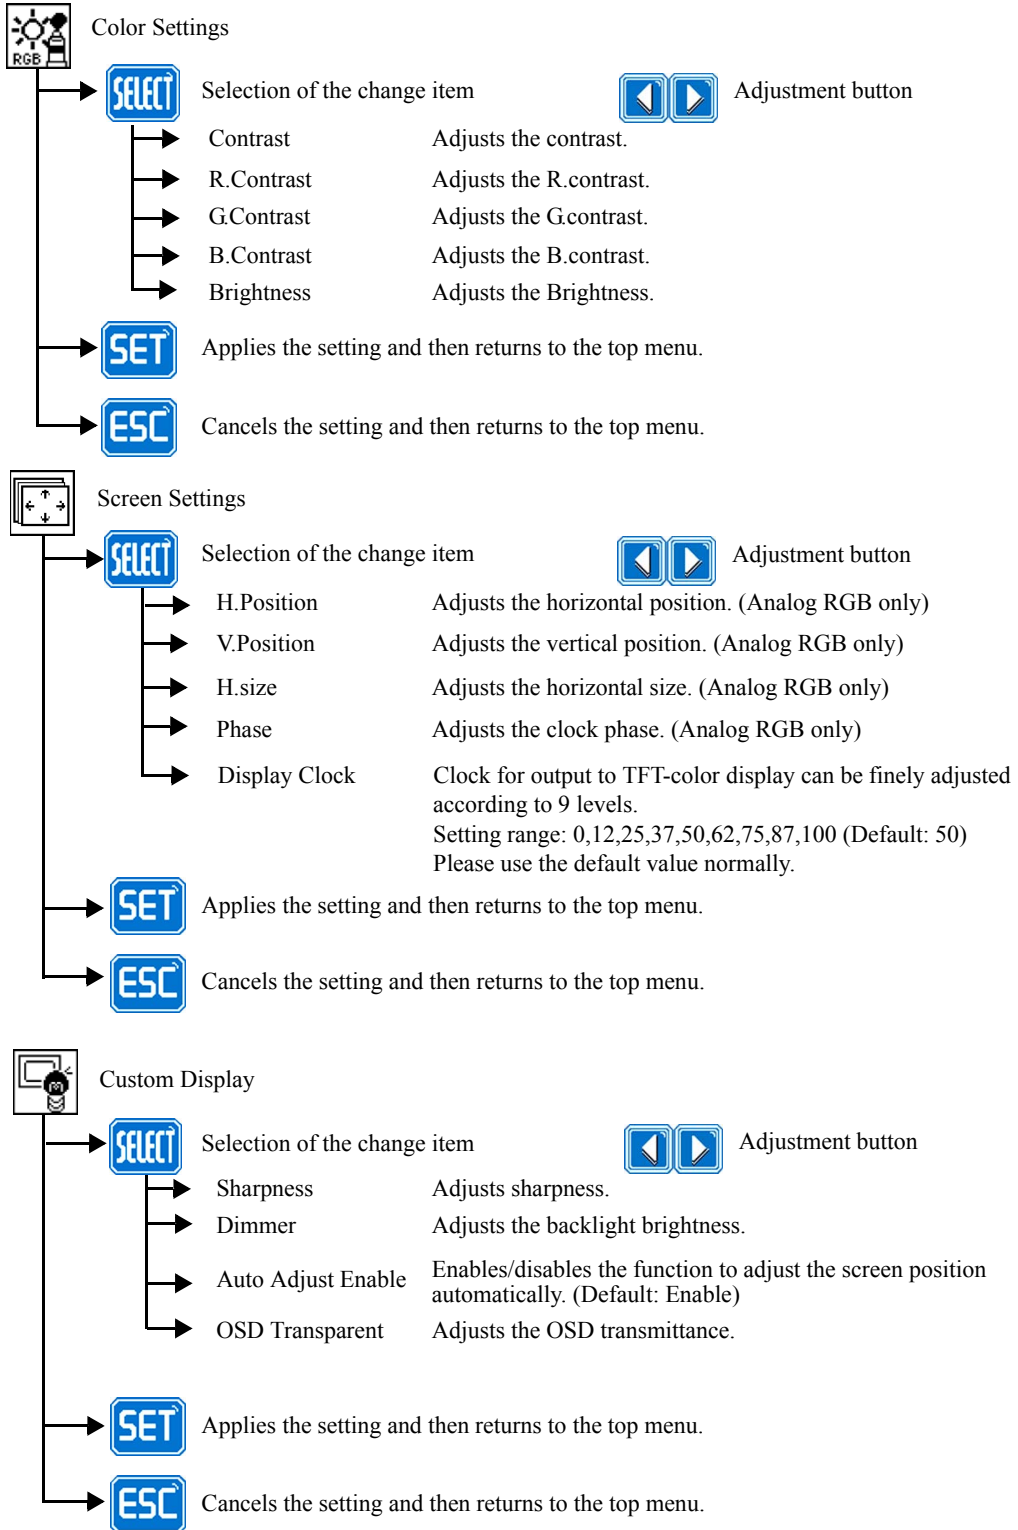 RGB
Color Settings
SELECT Selection of the change item Adjustment button
Contrast Adjusts the contrast.
R.Contrast Adjusts the R.contrast.
G.Contrast Adjusts the G.contrast.
B.Contrast Adjusts the B.contrast.
Brightness Adjusts the Brightness.
SET Applies the setting and then returns to the top menu.
ESC Cancels the setting and then returns to the top menu.
Screen Settings
SELECT Selection of the change item Adjustment button
H.Position Adjusts the horizontal position. (Analog RGB only)
V.Position Adjusts the vertical position. (Analog RGB only)
H.size Adjusts the horizontal size. (Analog RGB only)
Phase Adjusts the clock phase. (Analog RGB only)
Display Clock Clock for output to TFT-color display can be finely adjusted
according to 9 levels.
Setting range: 0,12,25,37,50,62,75,87,100 (Default: 50)
Please use the default value normally.
SET Applies the setting and then returns to the top menu.
ESC Cancels the setting and then returns to the top menu.
Custom Display
SELECT Selection of the change item Adjustment button
Sharpness Adjusts sharpness.
Dimmer Adjusts the backlight brightness.
Auto Adjust Enable Enables/disables the function to adjust the screen position
automatically. (Default: Enable)
OSD Transparent Adjusts the OSD transmittance.
SET Applies the setting and then returns to the top menu.
ESC Cancels the setting and then returns to the top menu.